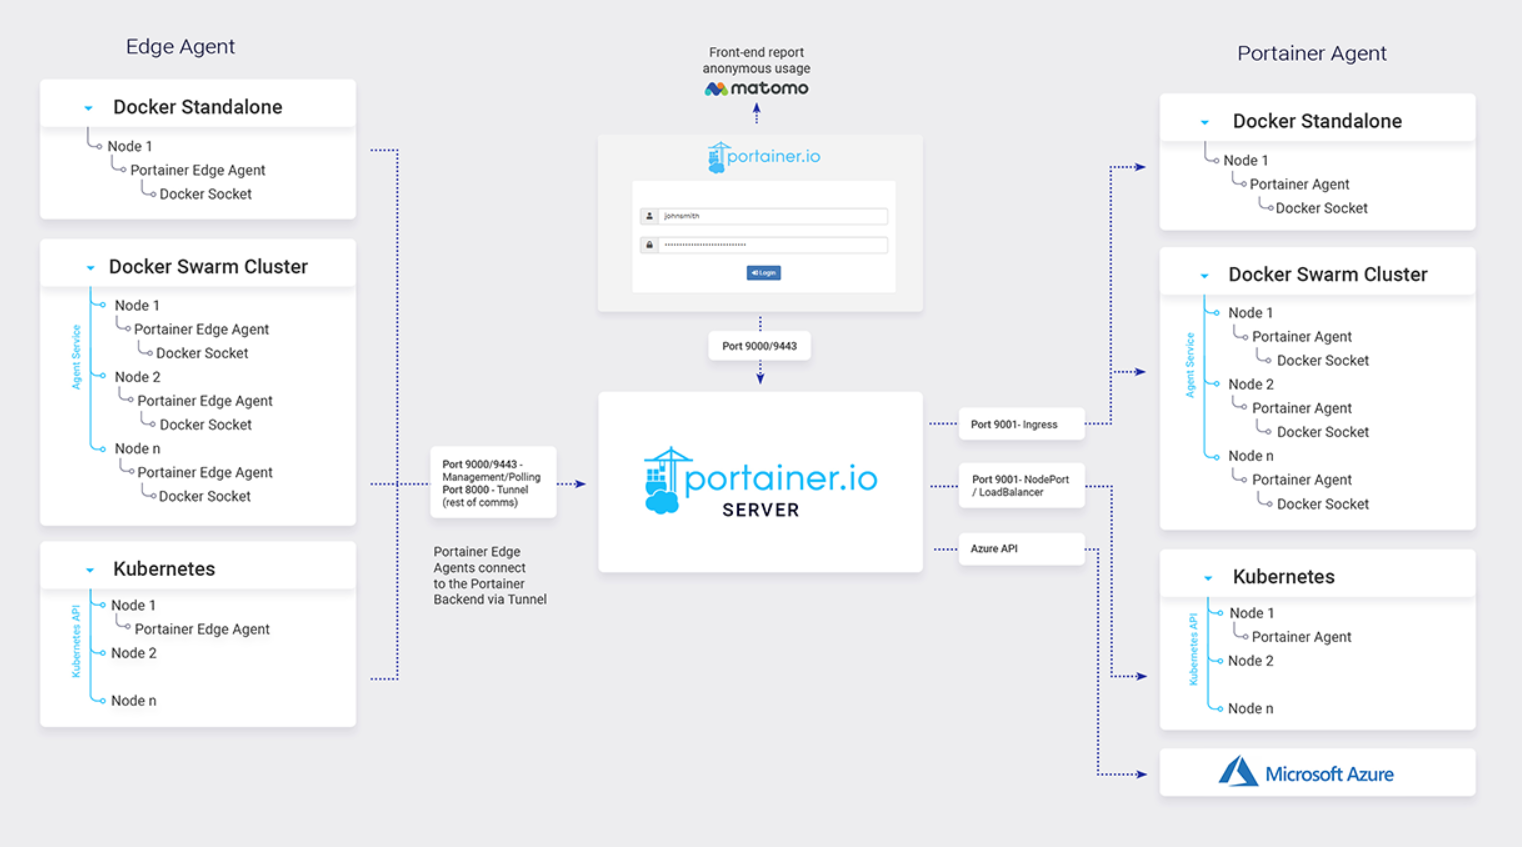 Edge Agent
Docker Standalone
Node 1
Portainer Edge Agent
Docker Socket
Docker Swarm Cluster
Agent Service
Node 1
Portainer Edge Agent
Docker Socket
Node 2
Portainer Edge Agent
Docker Socket
Node n
Portainer Edge Agent
Docker Socket
Kubernetes
Kubernetes API
Node 1
Portainer Edge Agent
Node 2
Node n
Port 9000/9443 -
Management/Polling
Port 8000 - Tunnel
(rest of comms)
Portainer Edge
Agents connect
to the Portainer
Backend via Tunnel
Front-end report
anonymous usage
matomo
portainer.io
johnsmith
Login
Port 9000/9443
portainer.io
SERVER
Port 9001- Ingress
Port 9001- NodePort
/ LoadBalancer
Azure API
Portainer Agent
Docker Standalone
Node 1
Portainer Agent
Docker Socket
Docker Swarm Cluster
Agent Service
Node 1
Portainer Agent
Docker Socket
Node 2
Portainer Agent
Docker Socket
Node n
Portainer Agent
Docker Socket
Kubernetes
Kubernetes API
Node 1
Portainer Agent
Node 2
Node n
Microsoft Azure